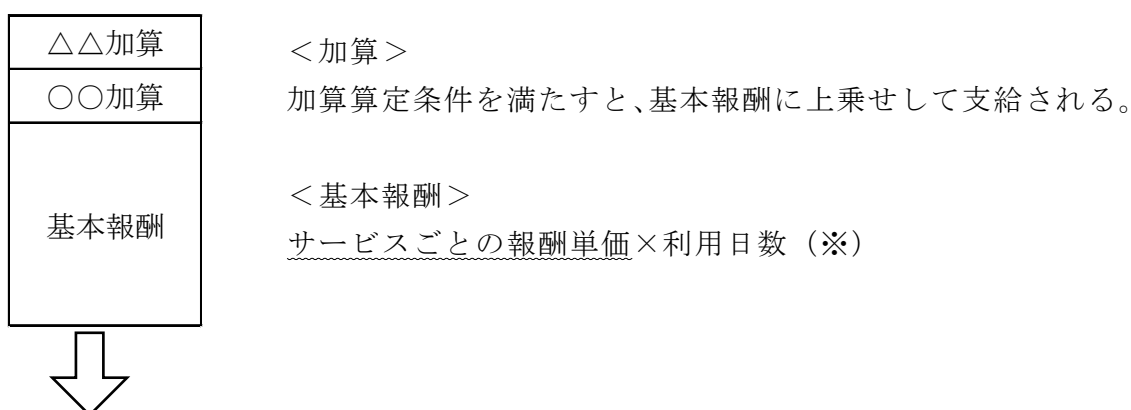 △△加算
○○加算
基本報酬
＜加算＞
加算算定条件を満たすと、基本報酬に上乗せして支給される。
＜基本報酬＞
サービスごとの報酬単価×利用日数（※）